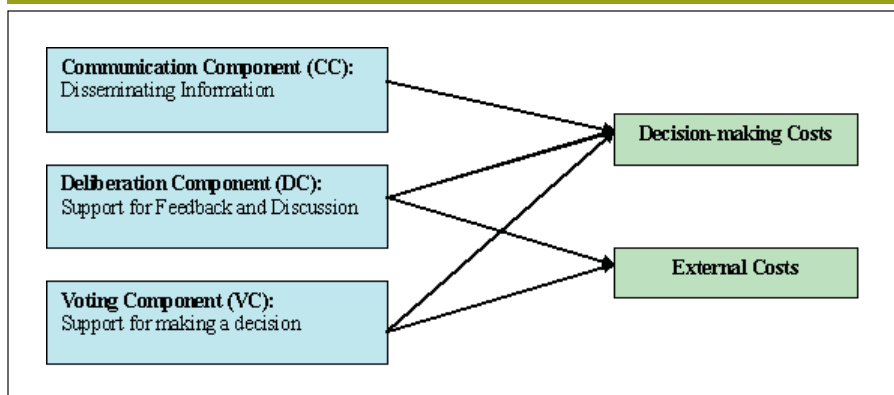 Communication Component (CC):
Disseminating Information
Decision-making Costs
Deliberation Component (DC):
Support for Feedback and Discussion
External Costs
Voting Component (VC):
Support for making a decision